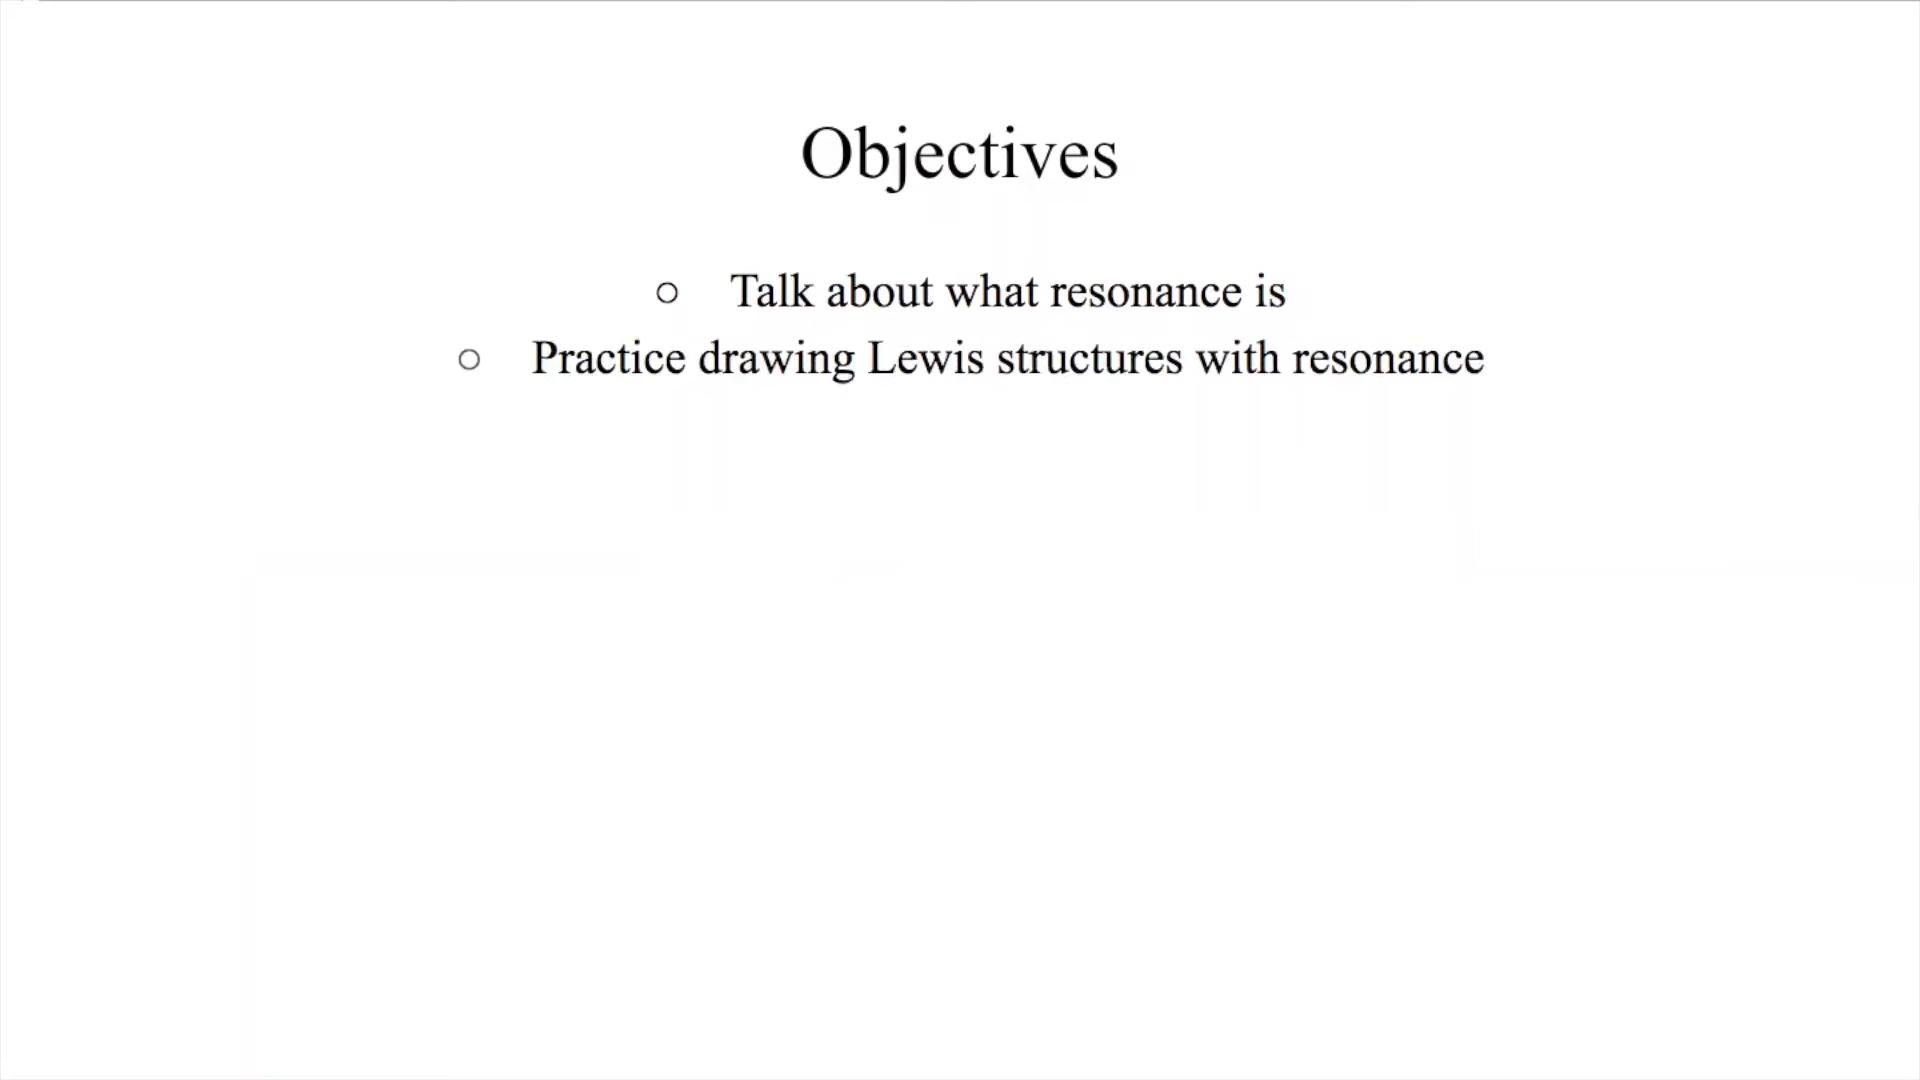 Objectives
○ Talk about what resonance is
○ Practice drawing Lewis structures with resonance